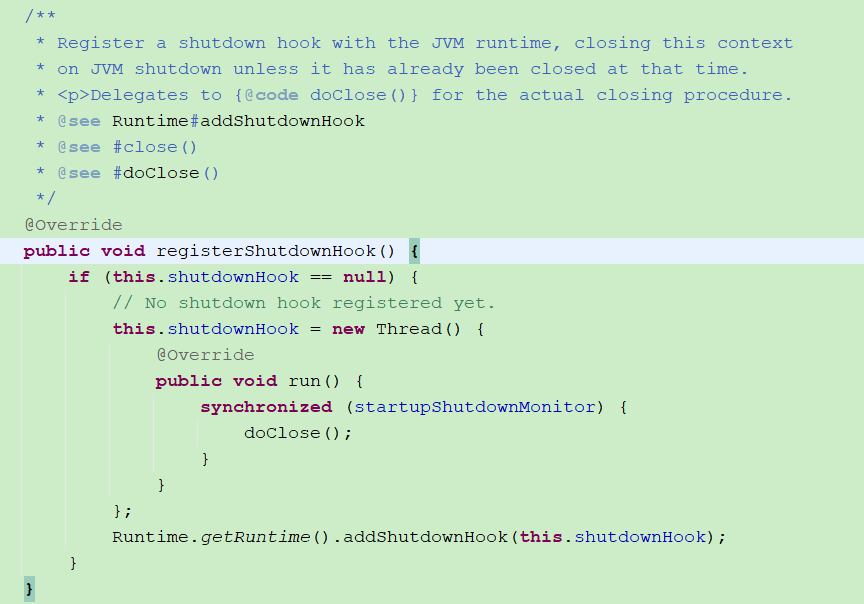 /**
 * Register a shutdown hook with the JVM runtime, closing this context
 * on JVM shutdown unless it has already been closed at that time.
 * <p>Delegates to {@code doClose()} for the actual closing procedure.
 * @see Runtime#addShutdownHook
 * @see #close()
 * @see #doClose()
 */
@Override
public void registerShutdownHook() {
    if (this.shutdownHook == null) {
        // No shutdown hook registered yet.
        this.shutdownHook = new Thread() {
            @Override
            public void run() {
                synchronized (startupShutdownMonitor) {
                    doClose();
                }
            }
        };
        Runtime.getRuntime().addShutdownHook(this.shutdownHook);
    }
}